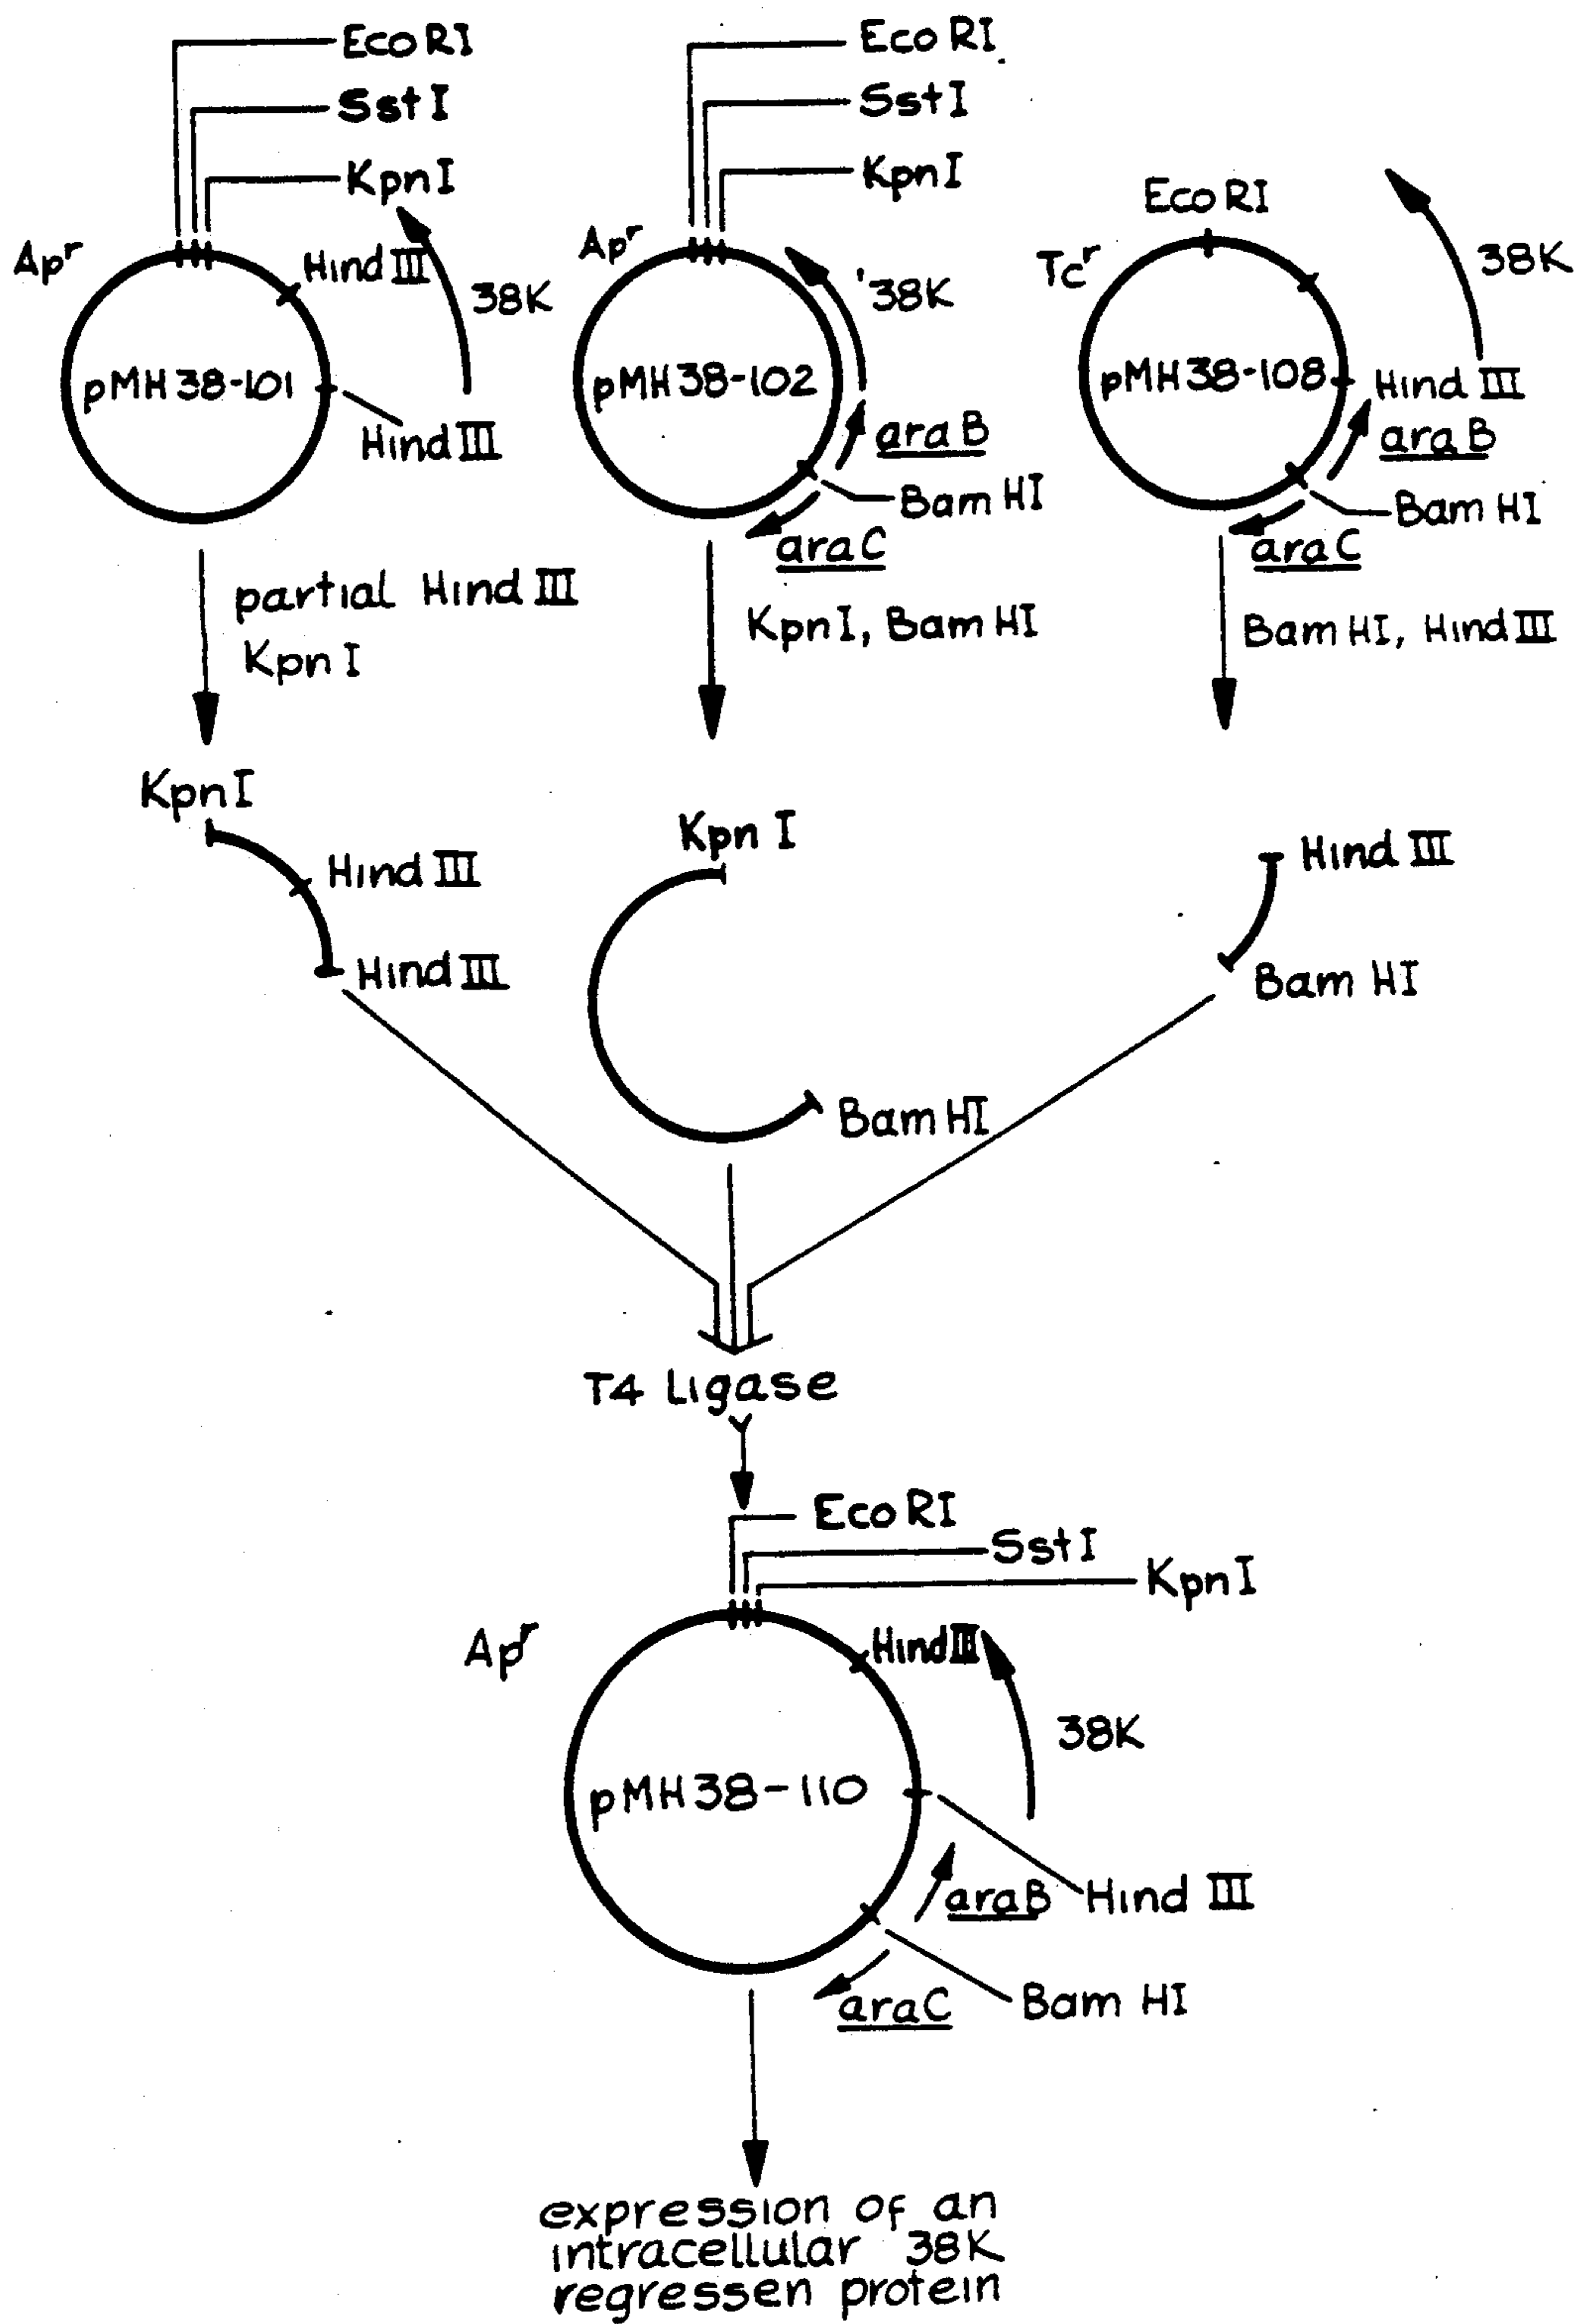 EcoRI
SstI
KpnI
Apʳ
HindIII
38K
pMH38-101
HindIII
partial HindIII
KpnI
EcoRI
SstI
KpnI
Apʳ
'38K
pMH38-102
araB
BamHI
araC
KpnI, BamHI
EcoRI
Tcʳ
38K
pMH38-108
HindIII
araB
BamHI
araC
BamHI, HindIII
KpnI
HindIII
HindIII
KpnI
BamHI
HindIII
BamHI
T4 Ligase
EcoRI
SstI
KpnI
Apʳ
HindIII
38K
pMH38-110
araB
HindIII
araC
BamHI
expression of an
intracellular 38K
regressen protein